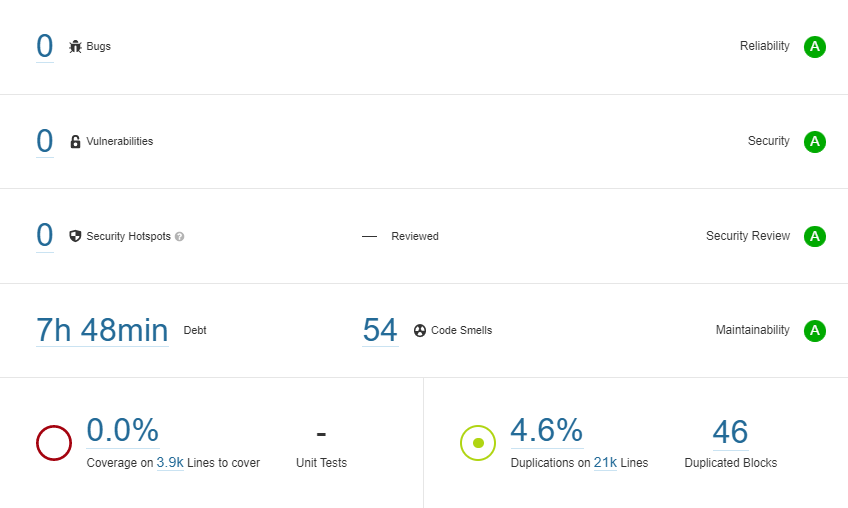 0 Bugs Reliability A
0 Vulnerabilities Security A
0 Security Hotspots ? — Reviewed Security Review A
7h 48min Debt 54 Code Smells Maintainability A
0.0% - 4.6% 46
Coverage on 3.9k Lines to cover Unit Tests Duplications on 21k Lines Duplicated Blocks